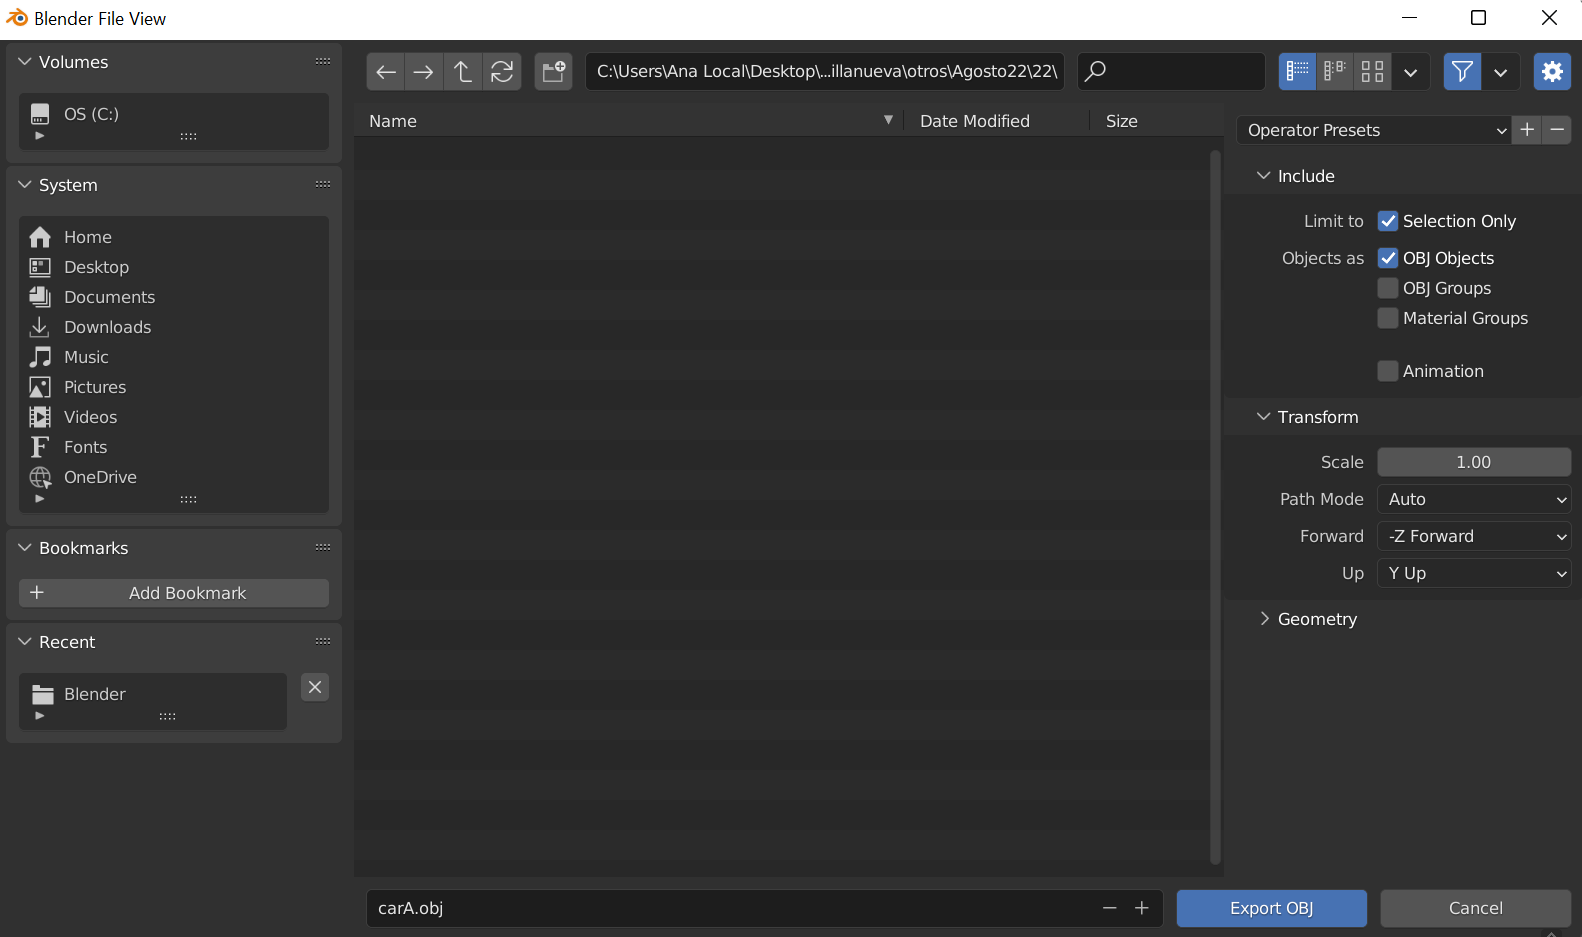 Blender File View
Volumes
OS (C:)
System
Home
Desktop
Documents
Downloads
Music
Pictures
Videos
Fonts
OneDrive
Bookmarks
Add Bookmark
Recent
Blender
C:\Users\Ana Local\Desktop\...illanueva\otros\Agosto22\22\
Name Date Modified Size
carA.obj
Operator Presets
Include
Limit to Selection Only
Objects as OBJ Objects
OBJ Groups
Material Groups
Animation
Transform
Scale 1.00
Path Mode Auto
Forward -Z Forward
Up Y Up
Geometry
Export OBJ Cancel